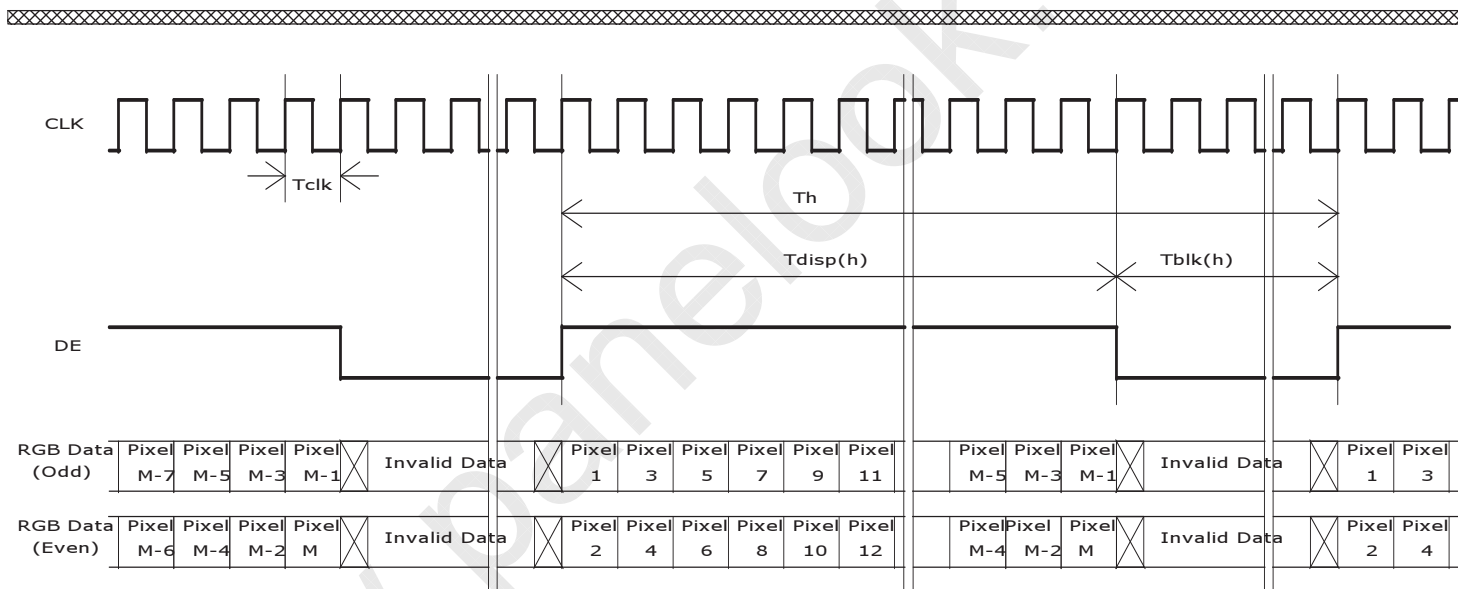 panelook.
CLK
Tclk
Th
Tdisp(h) Tblk(h)
DE
RGB Data (Odd) Pixel M-7 Pixel M-5 Pixel M-3 Pixel M-1 Invalid Data Pixel 1 Pixel 3 Pixel 5 Pixel 7 Pixel 9 Pixel 11 Pixel M-5 Pixel M-3 Pixel M-1 Invalid Data Pixel 1 Pixel 3
RGB Data (Even) Pixel M-6 Pixel M-4 Pixel M-2 Pixel M Invalid Data Pixel 2 Pixel 4 Pixel 6 Pixel 8 Pixel 10 Pixel 12 Pixel M-4 Pixel M-2 Pixel M Invalid Data Pixel 2 Pixel 4